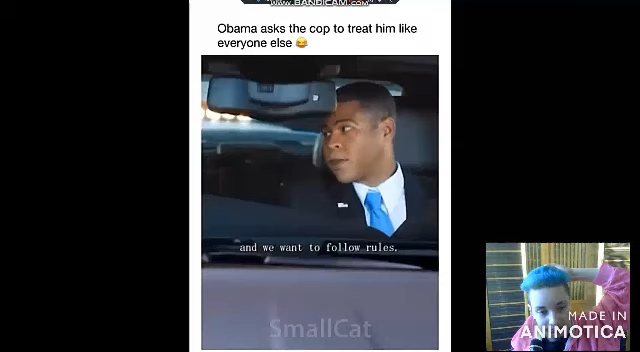 WWW.BANDICAM.COM
Obama asks the cop to treat him like
everyone else 😂
and we want to follow rules,
SmallCat
MADE IN
ANIMOTICA